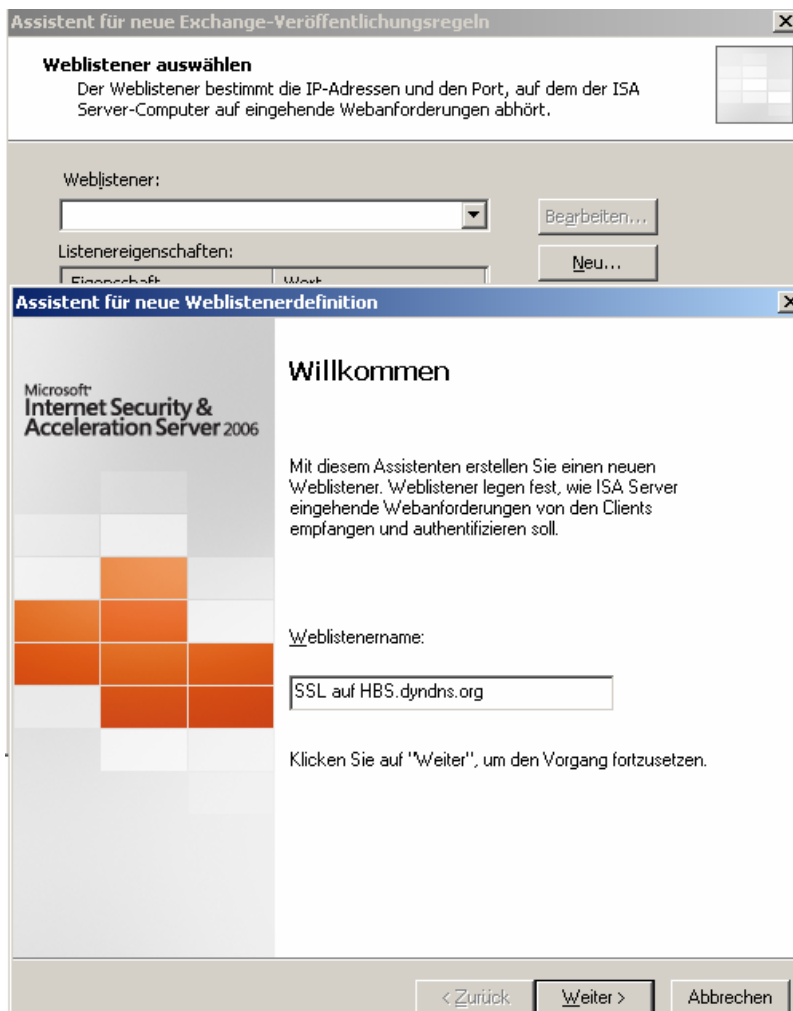 Assistent für neue Exchange-Veröffentlichungsregeln
Weblistener auswählen
Der Weblistener bestimmt die IP-Adressen und den Port, auf dem der ISA
Server-Computer auf eingehende Webanforderungen abhört.
Weblistener:
Bearbeiten...
Listenereigenschaften:
Neu...
Eigenschaft Wert
Assistent für neue Weblistenerdefinition
Willkommen
Microsoft
Internet Security &
Acceleration Server 2006
Mit diesem Assistenten erstellen Sie einen neuen
Weblistener. Weblistener legen fest, wie ISA Server
eingehende Webanforderungen von den Clients
empfangen und authentifizieren soll.
Weblistenername:
SSL auf HBS.dyndns.org
Klicken Sie auf "Weiter", um den Vorgang fortzusetzen.
< Zurück Weiter > Abbrechen